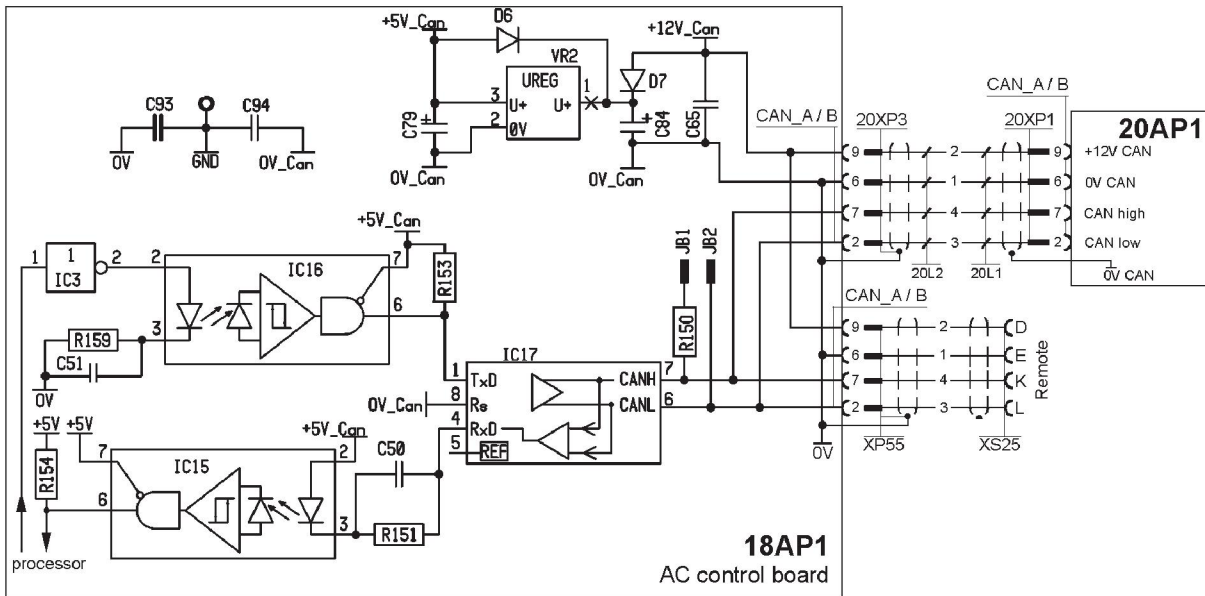 D6
+5V_Can
+12V_Can
VR2
UREG
1
D7
3
U+
U+
2
0V
C79
+
+
C84
C65
0V_Can
0V_Can
C93
C94
0V
GND
0V_Can
CAN_A / B
CAN_A / B
20XP3
20XP1
20AP1
9
2
9
+12V CAN
6
1
6
0V CAN
7
4
7
CAN high
2
3
2
CAN low
20L2
20L1
0V CAN
+5V_Can
1
1
IC3
2
2
IC16
7
R153
6
3
R159
C51
0V
JB1
JB2
R150
IC17
1
TxD
CANH
7
0V_Can
8
Rs
CANL
6
4
RxD
5
REF
CAN_A / B
9
2
D
6
1
E
7
4
K
2
3
L
Remote
0V
XP55
XS25
+5V
+5V
+5V_Can
7
2
R154
IC15
6
3
C50
R151
processor
18AP1
AC control board